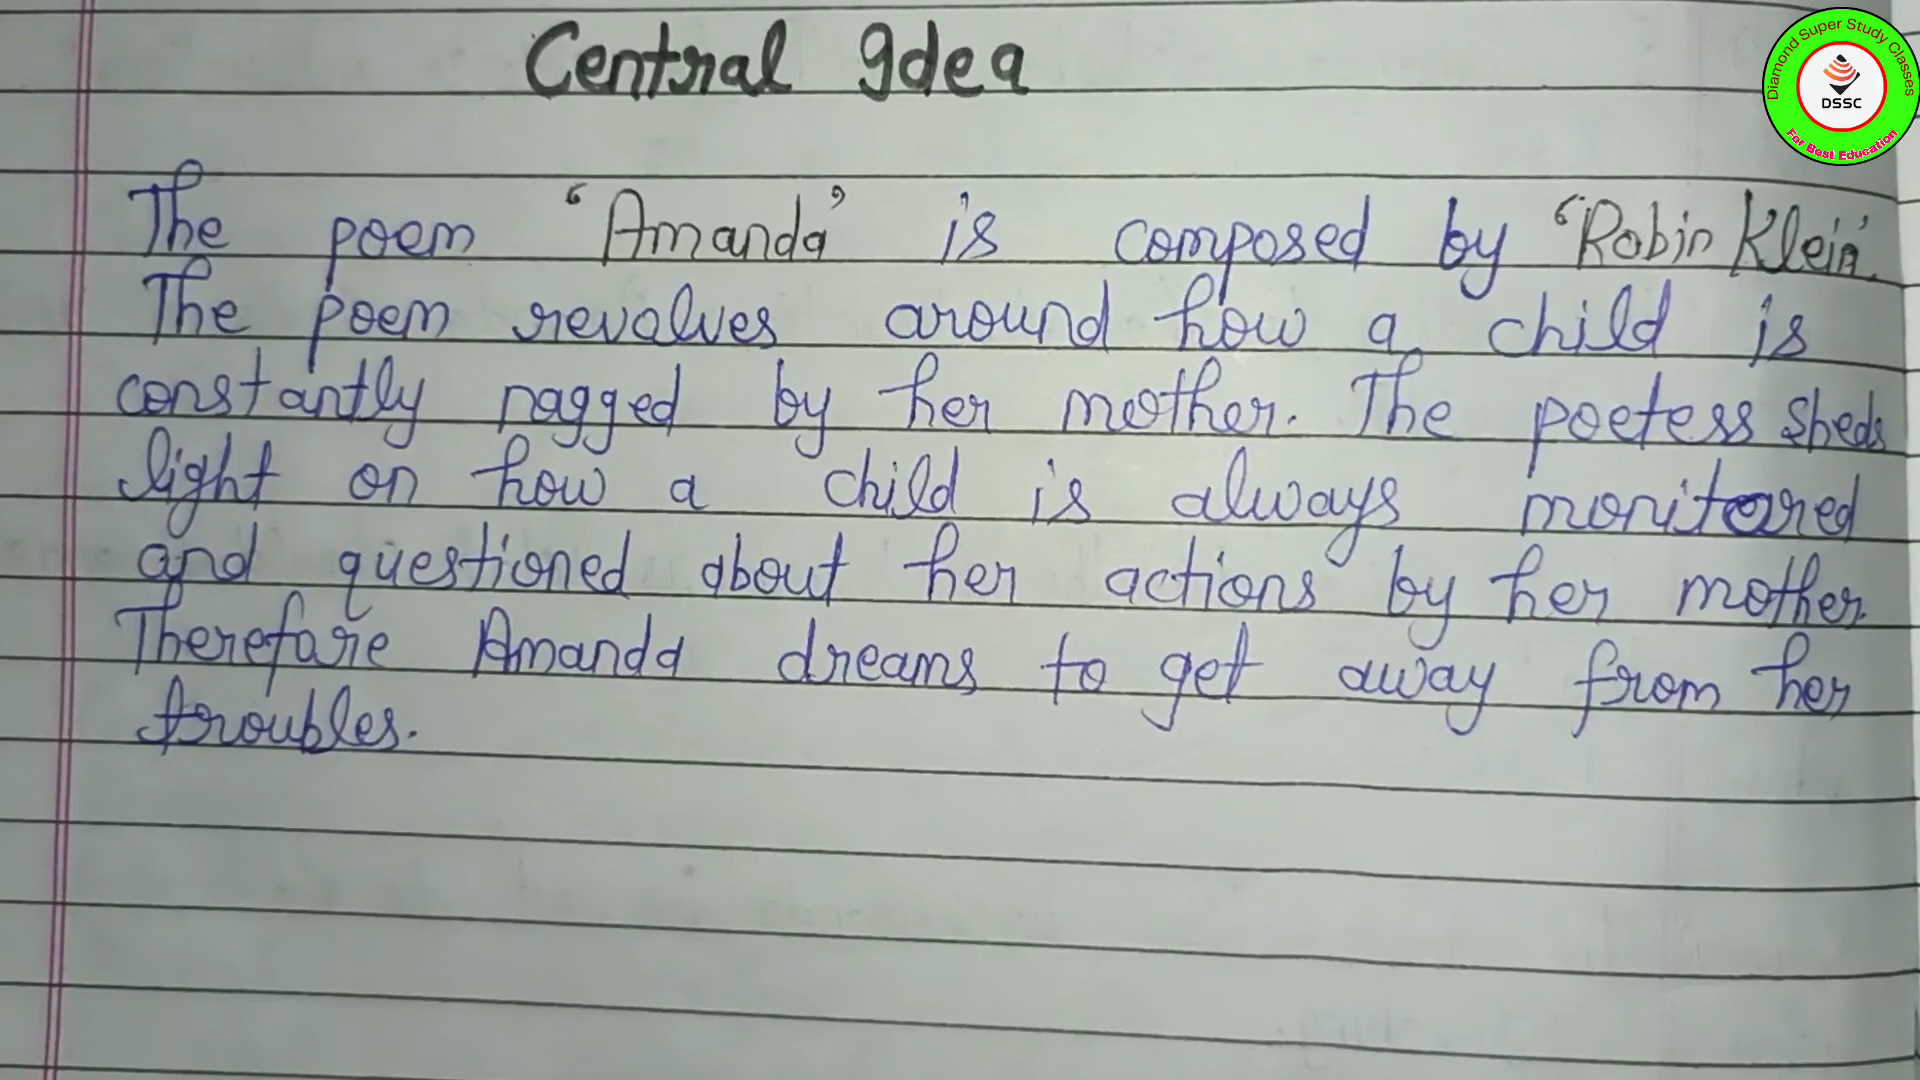 Central Idea
The poem 'Amanda' is composed by 'Robin Klein'.
The poem revolves around how a child is
constantly nagged by her mother. The poetess sheds
light on how a child is always monitored
and questioned about her actions by her mother.
Therefore Amanda dreams to get away from her
troubles.
Diamond Super Study Classes
DSSC
For Best Education